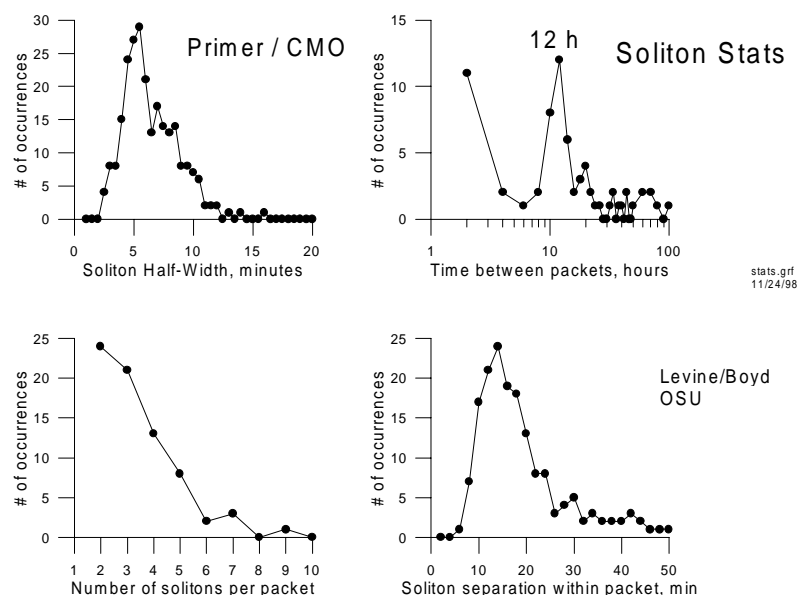 Primer / CMO
30
25
20
15
10
5
0
# of occurrences
0 5 10 15 20
Soliton Half-Width, minutes
Soliton Stats
12 h
15
10
5
0
# of occurrences
1 10 100
Time between packets, hours
stats.grf
11/24/98
25
20
15
10
5
0
# of occurrences
1 2 3 4 5 6 7 8 9 10
Number of solitons per packet
Levine/Boyd
OSU
25
20
15
10
5
0
# of occurrences
0 10 20 30 40 50
Soliton separation within packet, min